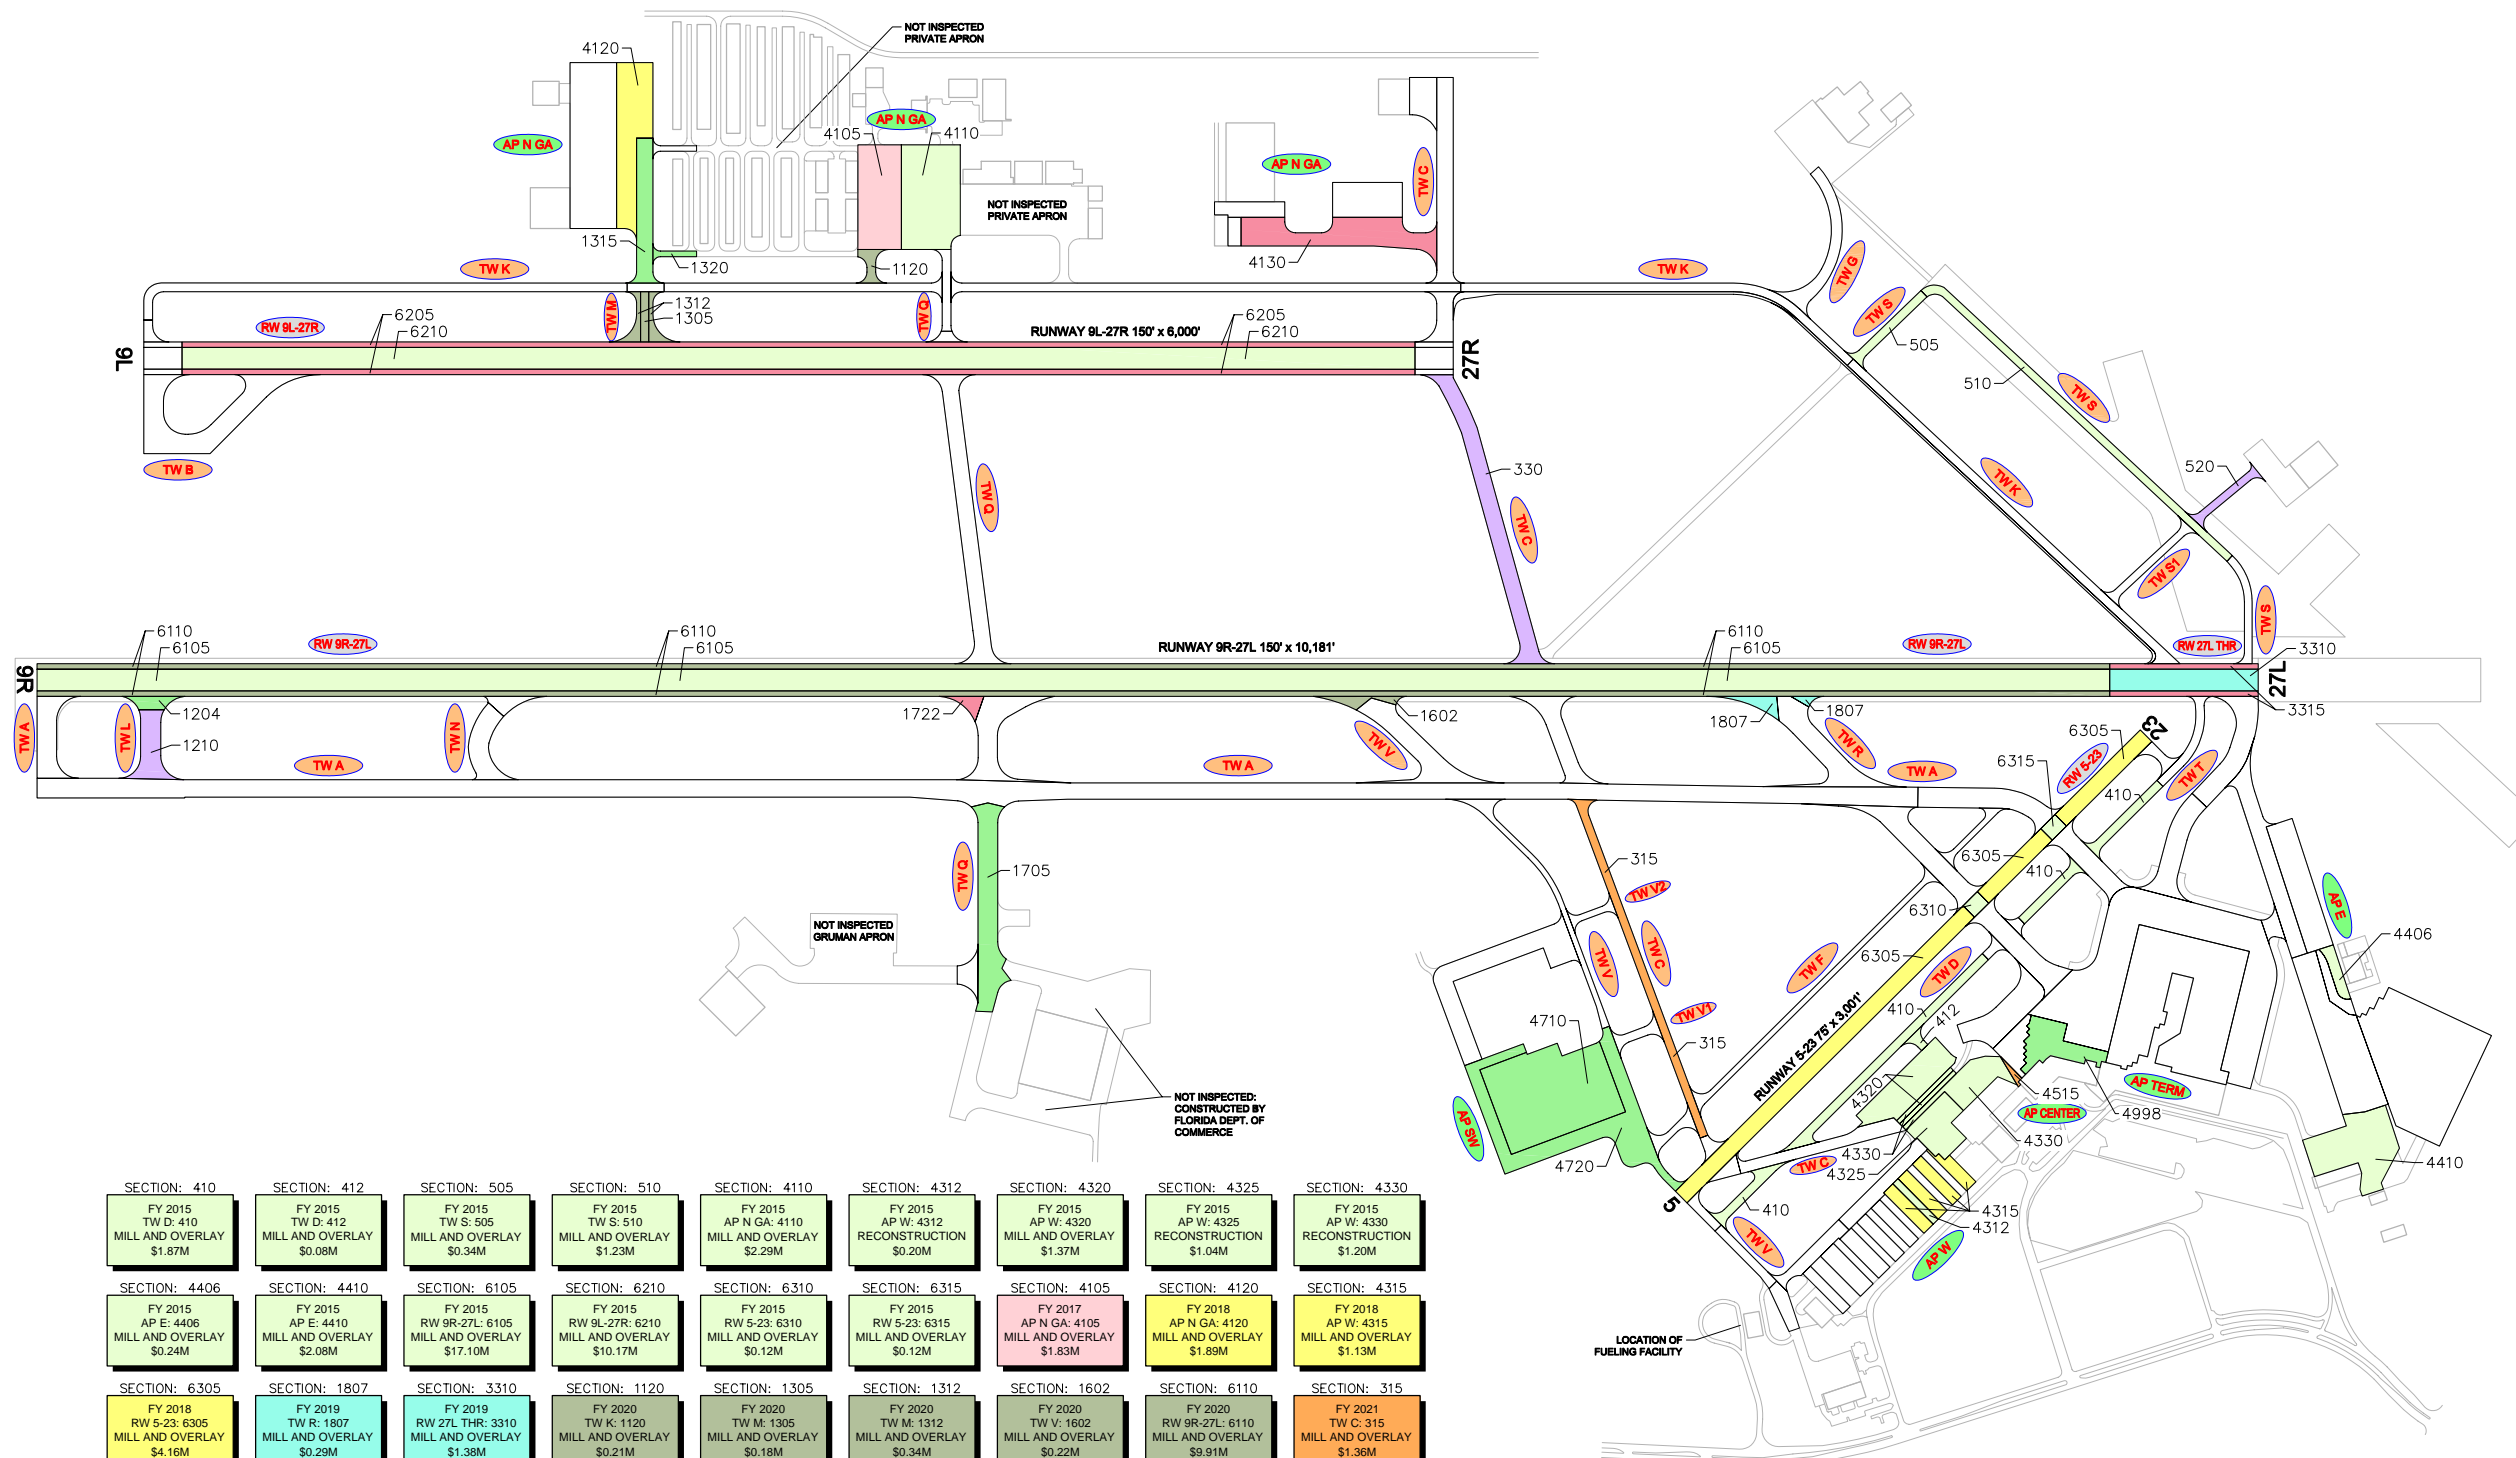 NOT INSPECTED
PRIVATE APRON
4120
AP N GA
AP N GA
4105
4110
AP N GA
TW C
NOT INSPECTED
PRIVATE APRON
1315
1320
1120
4130
TW K
TW K
TW G
TW S
505
510
TW S
RW 9L-27R
6205
6210
TW M
1312
1305
TW Q
RUNWAY 9L-27R 150' x 6,000'
6205
6210
9L
27R
TW B
TW Q
330
TW C
TW K
520
TW S1
TW S
6110
6105
RW 9R-27L
6110
6105
RUNWAY 9R-27L 150' x 10,181'
6110
6105
RW 9R-27L
RW 27L THR
3310
9R
27L
3315
TW A
TW L
1204
1210
TW A
TW N
1722
TW A
TW V
1602
1807
1807
TW R
TW A
6315
RW 5-23
6305
23
TW T
410
6305
410
6310
6305
TW D
TW Q
1705
NOT INSPECTED
GRUMAN APRON
315
TW V2
TW C
TW V
TW F
TW V1
315
AP E
4406
4710
RUNWAY 5-23 75' x 3,001'
410
412
4320
4515
AP TERM
4998
AP CENTER
4330
NOT INSPECTED:
CONSTRUCTED BY
FLORIDA DEPT. OF
COMMERCE
AP SW
4720
4330
TW C
4325
4410
5
410
4315
4312
TW V
AP W
LOCATION OF
FUELING FACILITY
SECTION: 410
FY 2015
TW D: 410
MILL AND OVERLAY
$1.87M
SECTION: 412
FY 2015
TW D: 412
MILL AND OVERLAY
$0.08M
SECTION: 505
FY 2015
TW S: 505
MILL AND OVERLAY
$0.34M
SECTION: 510
FY 2015
TW S: 510
MILL AND OVERLAY
$1.23M
SECTION: 4110
FY 2015
AP N GA: 4110
MILL AND OVERLAY
$2.29M
SECTION: 4312
FY 2015
AP W: 4312
RECONSTRUCTION
$0.20M
SECTION: 4320
FY 2015
AP W: 4320
MILL AND OVERLAY
$1.37M
SECTION: 4325
FY 2015
AP W: 4325
RECONSTRUCTION
$1.04M
SECTION: 4330
FY 2015
AP W: 4330
RECONSTRUCTION
$1.20M
SECTION: 4406
FY 2015
AP E: 4406
MILL AND OVERLAY
$0.24M
SECTION: 4410
FY 2015
AP E: 4410
MILL AND OVERLAY
$2.08M
SECTION: 6105
FY 2015
RW 9R-27L: 6105
MILL AND OVERLAY
$17.10M
SECTION: 6210
FY 2015
RW 9L-27R: 6210
MILL AND OVERLAY
$10.17M
SECTION: 6310
FY 2015
RW 5-23: 6310
MILL AND OVERLAY
$0.12M
SECTION: 6315
FY 2015
RW 5-23: 6315
MILL AND OVERLAY
$0.12M
SECTION: 4105
FY 2017
AP N GA: 4105
MILL AND OVERLAY
$1.83M
SECTION: 4120
FY 2018
AP N GA: 4120
MILL AND OVERLAY
$1.89M
SECTION: 4315
FY 2018
AP W: 4315
MILL AND OVERLAY
$1.13M
SECTION: 6305
FY 2018
RW 5-23: 6305
MILL AND OVERLAY
$4.16M
SECTION: 1807
FY 2019
TW R: 1807
MILL AND OVERLAY
$0.29M
SECTION: 3310
FY 2019
RW 27L THR: 3310
MILL AND OVERLAY
$1.38M
SECTION: 1120
FY 2020
TW K: 1120
MILL AND OVERLAY
$0.21M
SECTION: 1305
FY 2020
TW M: 1305
MILL AND OVERLAY
$0.18M
SECTION: 1312
FY 2020
TW M: 1312
MILL AND OVERLAY
$0.34M
SECTION: 1602
FY 2020
TW V: 1602
MILL AND OVERLAY
$0.22M
SECTION: 6110
FY 2020
RW 9R-27L: 6110
MILL AND OVERLAY
$9.91M
SECTION: 315
FY 2021
TW C: 315
MILL AND OVERLAY
$1.36M